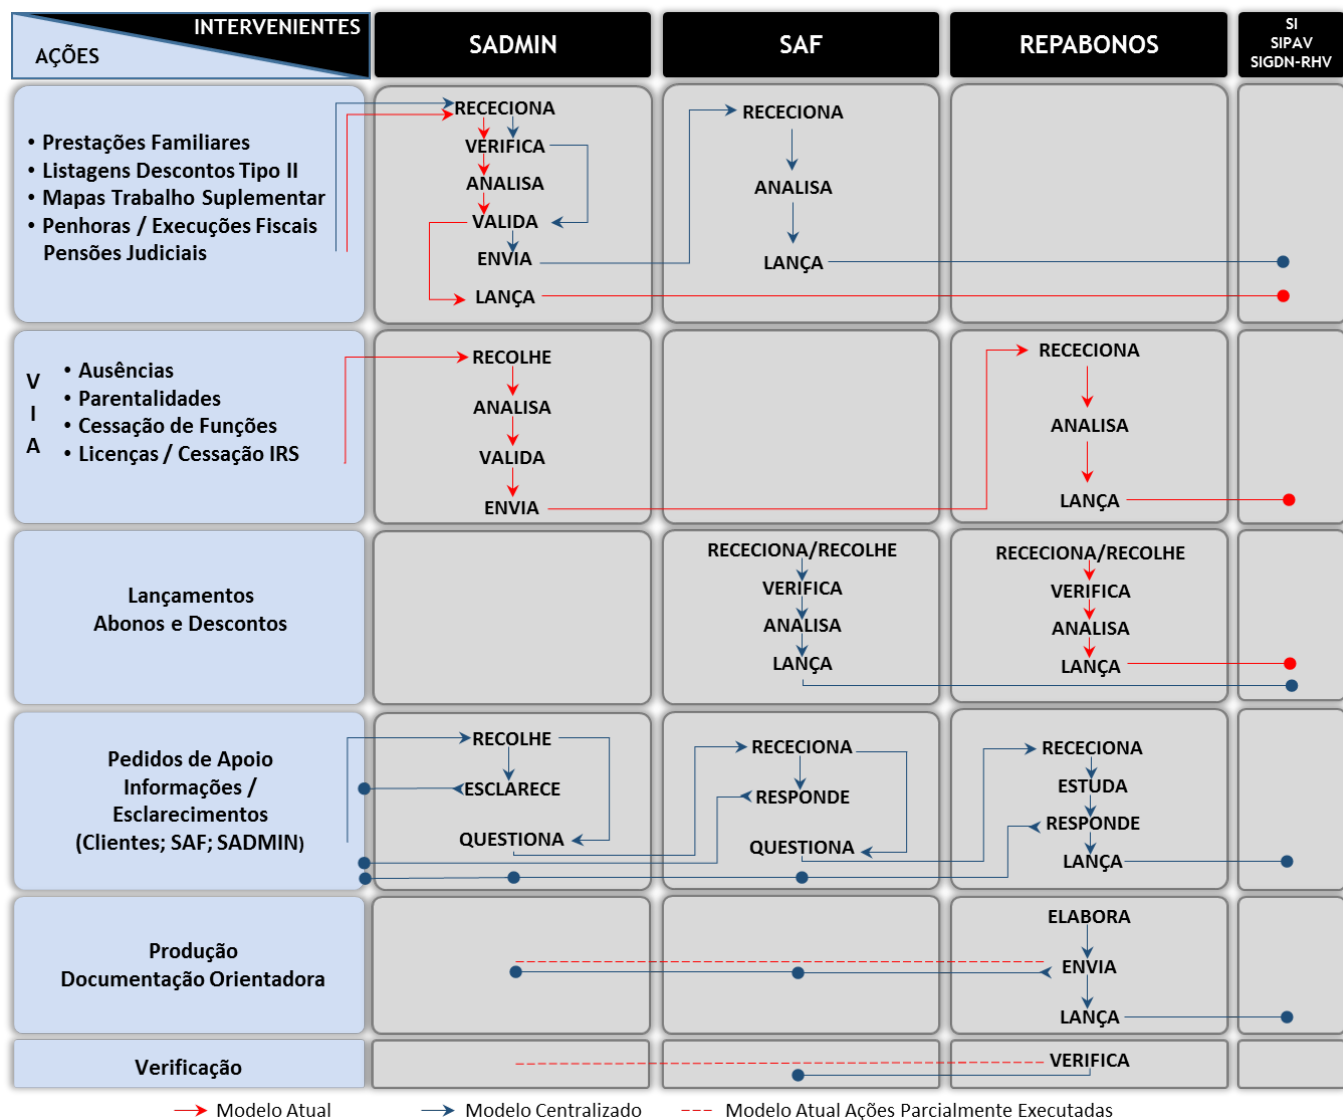 INTERVENIENTES
AÇÕES
SADMIN
SAF
REPABONOS
SI
SIPAV
SIGDN-RHV
• Prestações Familiares
• Listagens Descontos Tipo II
• Mapas Trabalho Suplementar
• Penhoras / Execuções Fiscais
Pensões Judiciais
RECECIONA
VERIFICA
ANALISA
VALIDA
ENVIA
LANÇA
RECECIONA
ANALISA
LANÇA
V
I
A
• Ausências
• Parentalidades
• Cessação de Funções
• Licenças / Cessação IRS
RECOLHE
ANALISA
VALIDA
ENVIA
RECECIONA
ANALISA
LANÇA
Lançamentos
Abonos e Descontos
RECECIONA/RECOLHE
VERIFICA
ANALISA
LANÇA
RECECIONA/RECOLHE
VERIFICA
ANALISA
LANÇA
Pedidos de Apoio
Informações /
Esclarecimentos
(Clientes; SAF; SADMIN)
RECOLHE
ESCLARECE
QUESTIONA
RECECIONA
RESPONDE
QUESTIONA
RECECIONA
ESTUDA
RESPONDE
LANÇA
Produção
Documentação Orientadora
ELABORA
ENVIA
LANÇA
Verificação
VERIFICA
Modelo Atual
Modelo Centralizado
Modelo Atual Ações Parcialmente Executadas